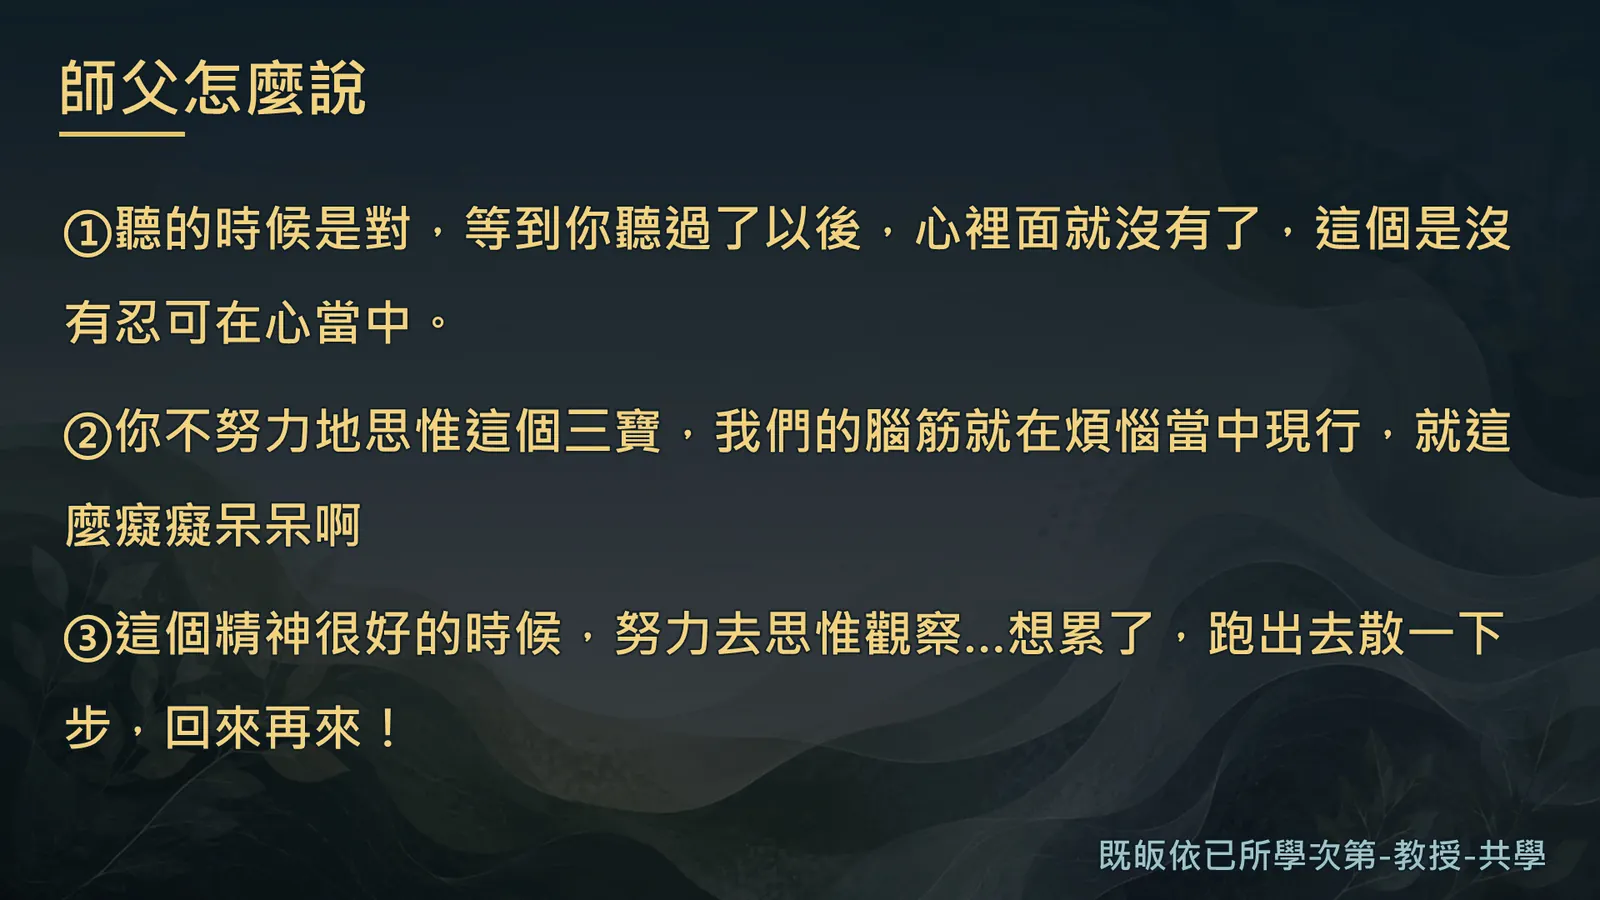 師父怎麼說
①聽的時候是對，等到你聽過了以後，心裡面就沒有了，這個是沒
有忍可在心當中。
②你不努力地思惟這個三寶，我們的腦筋就在煩惱當中現行，就這
麼癡癡呆呆啊
③這個精神很好的時候，努力去思惟觀察...想累了，跑出去散一下
步，回來再來！
既皈依已所學次第-教授-共學